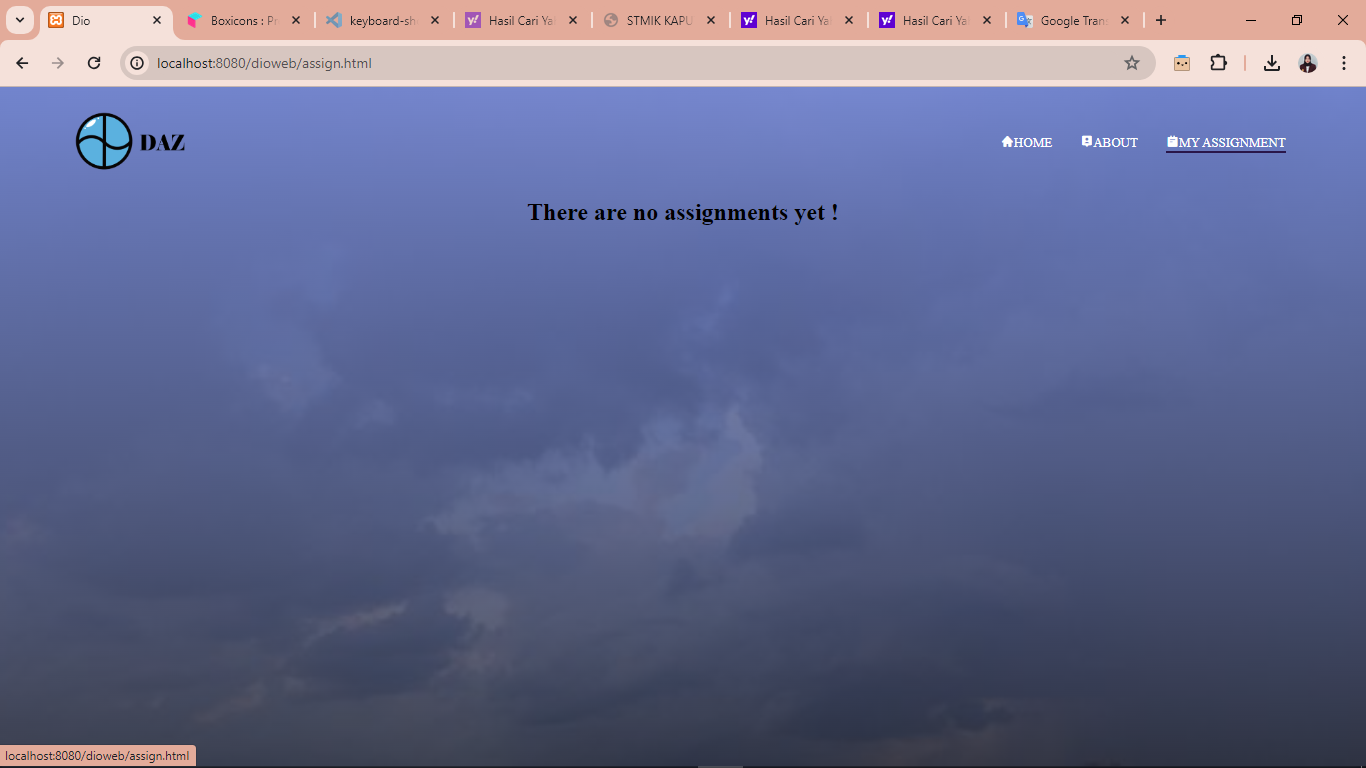 Dio
Boxicons : Pr
keyboard-sh
Hasil Cari Ya
STMIK KAPU
Hasil Cari Ya
Hasil Cari Ya
Google Trans
localhost:8080/dioweb/assign.html
DAZ
HOME
ABOUT
MY ASSIGNMENT
There are no assignments yet !
localhost:8080/dioweb/assign.html